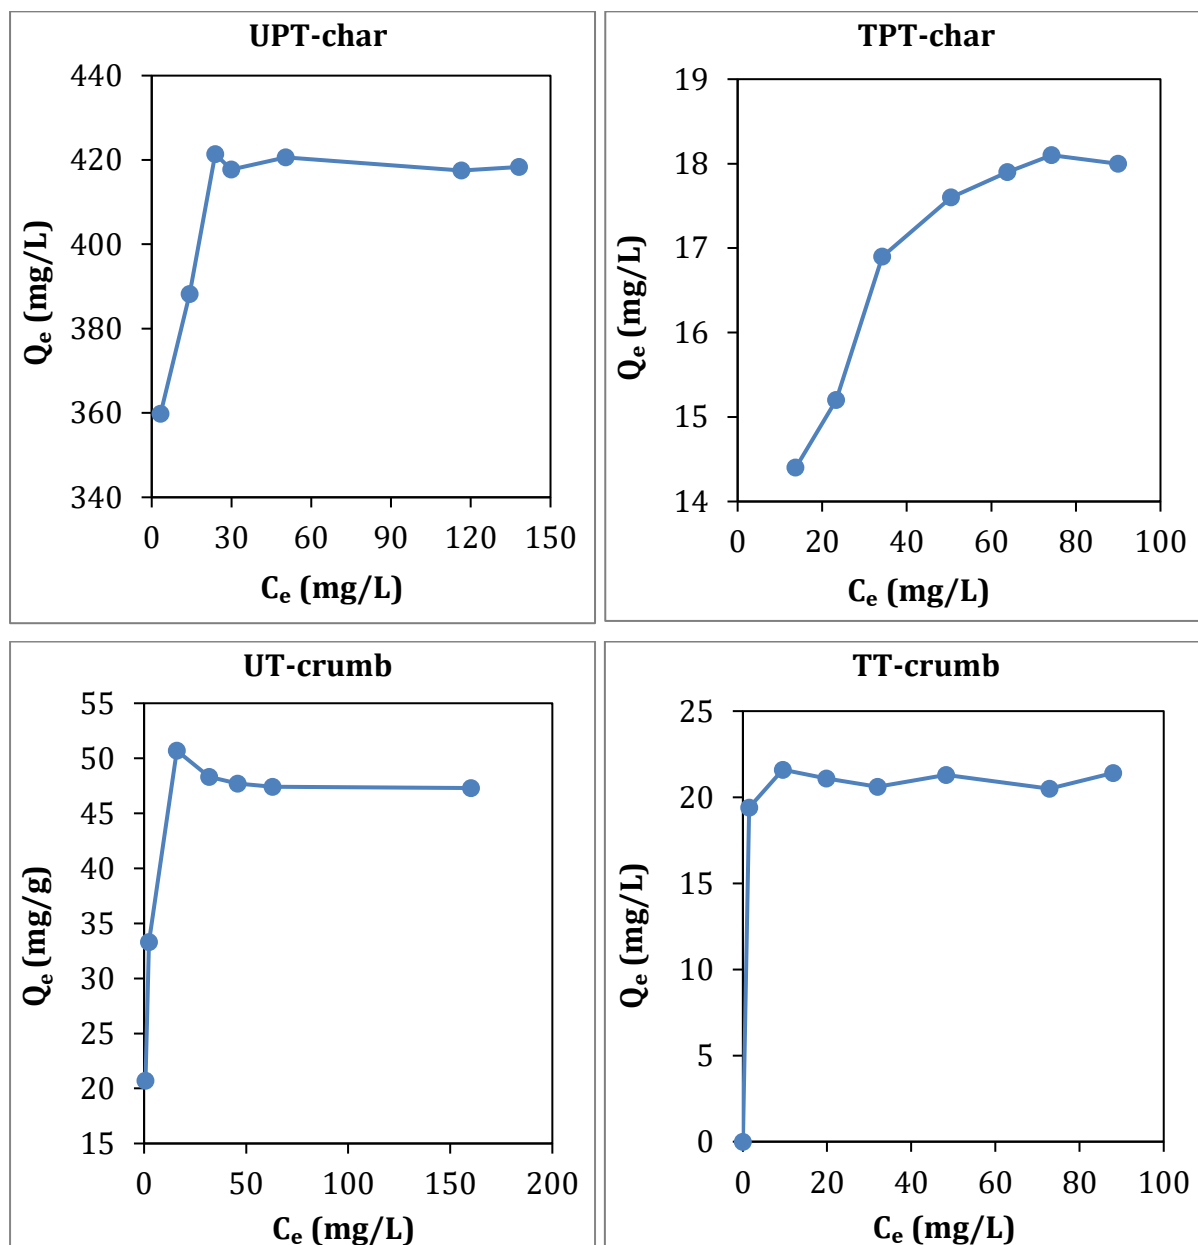 UPT-char
440
420
400
380
360
340
Qₑ (mg/L)
0 30 60 90 120 150
Cₑ (mg/L)
TPT-char
19
18
17
16
15
14
Qₑ (mg/L)
0 20 40 60 80 100
Cₑ (mg/L)
UT-crumb
55
50
45
40
35
30
25
20
15
Qₑ (mg/g)
0 50 100 150 200
Cₑ (mg/L)
TT-crumb
25
20
15
10
5
0
Qₑ (mg/L)
0 20 40 60 80 100
Cₑ (mg/L)